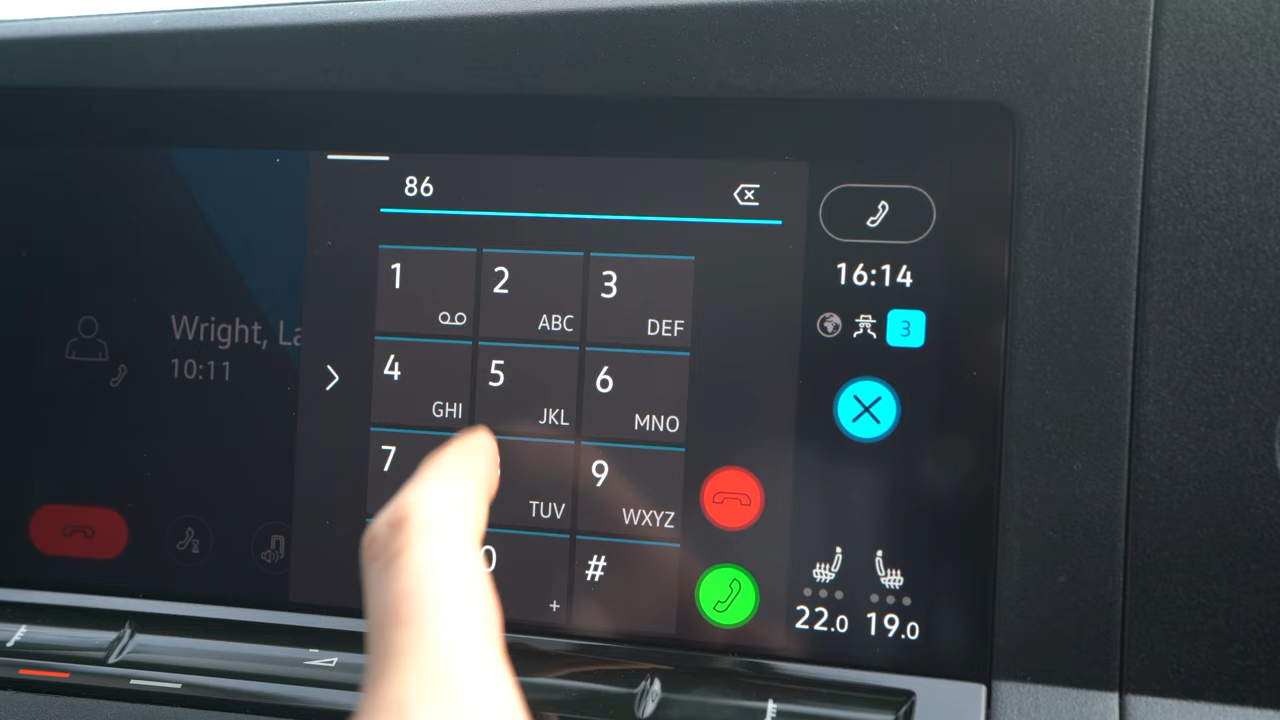 86
1
2 ABC
3 DEF
4 GHI
5 JKL
6 MNO
7
TUV
9 WXYZ
0 +
#
Wright, La
10:11
16:14
3
22.0 19.0